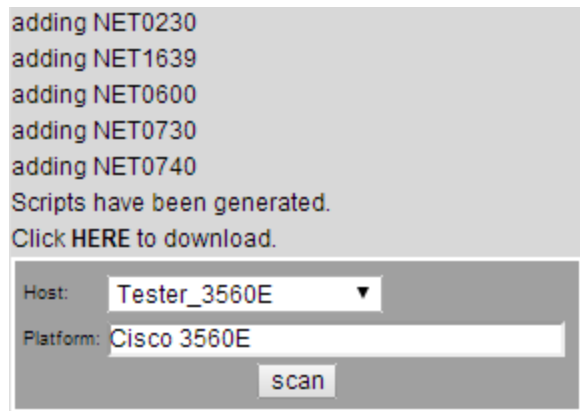 adding NET0230
adding NET1639
adding NET0600
adding NET0730
adding NET0740
Scripts have been generated.
Click HERE to download.
Host: Tester_3560E
Platform: Cisco 3560E
scan